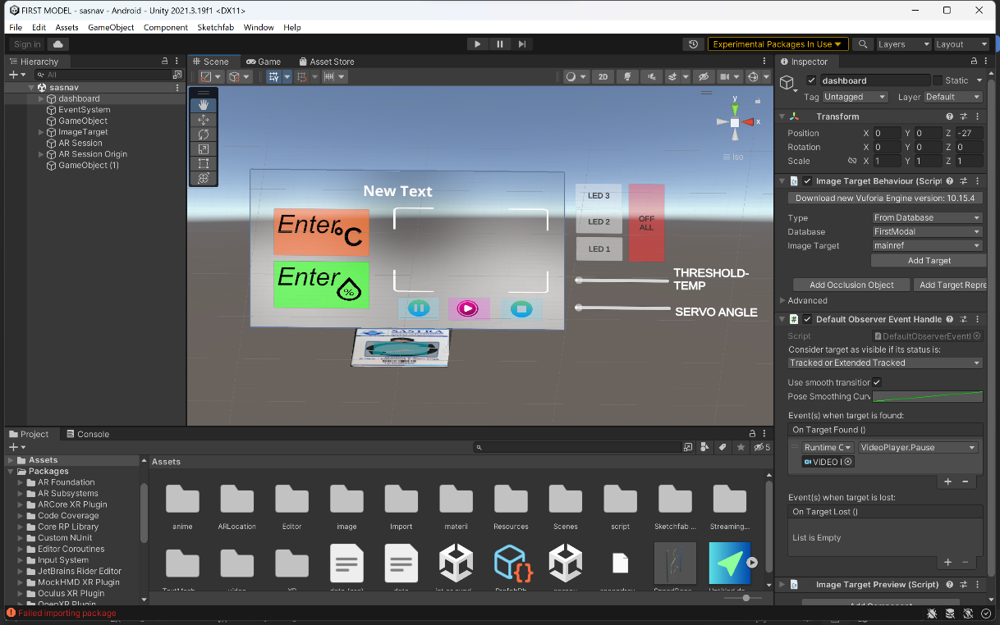 FIRST MODEL - sasnav - Android - Unity 2021.3.19f1 <DX11>
File Edit Assets GameObject Component Sketchfab Window Help
Sign in
Experimental Packages In Use
Layers
Layout
Hierarchy
All
sasnav
dashboard
EventSystem
GameObject
ImageTarget
AR Session
AR Session Origin
GameObject (1)
Scene
Game
Asset Store
2D
y
x
Iso
New Text
Enter
°C
Enter
%
LED 3
LED 2
LED 1
OFF
ALL
THRESHOLD-
TEMP
SERVO ANGLE
SASTRA
Inspector
dashboard
Static
Tag Untagged
Layer Default
Transform
Position X 0 Y 0 Z -27
Rotation X 0 Y 0 Z 0
Scale X 1 Y 1 Z 1
Image Target Behaviour (Script
Download new Vuforia Engine version: 10.15.4
Type From Database
Database FirstModal
Image Target mainref
Add Target
Add Occlusion Object
Add Target Repre
Advanced
Default Observer Event Handle
Script DefaultObserverEventH
Consider target as visible if its status is:
Tracked or Extended Tracked
Use smooth transition
Pose Smoothing Curv
Event(s) when target is found:
On Target Found ()
Runtime O
VideoPlayer.Pause
VIDEO I
Event(s) when target is lost:
On Target Lost ()
List is Empty
Image Target Preview (Script)
Add Component
Project
Console
5
Assets
Packages
AR Foundation
AR Subsystems
ARCore XR Plugin
Code Coverage
Core RP Library
Custom NUnit
Editor Coroutines
Input System
JetBrains Rider Editor
MockHMD XR Plugin
Oculus XR Plugin
OpenXR Plugin
Assets
anime
ARLocation
Editor
image
Import
materil
Resources
Scenes
script
Sketchfab ...
Streaming...
Failed importing package